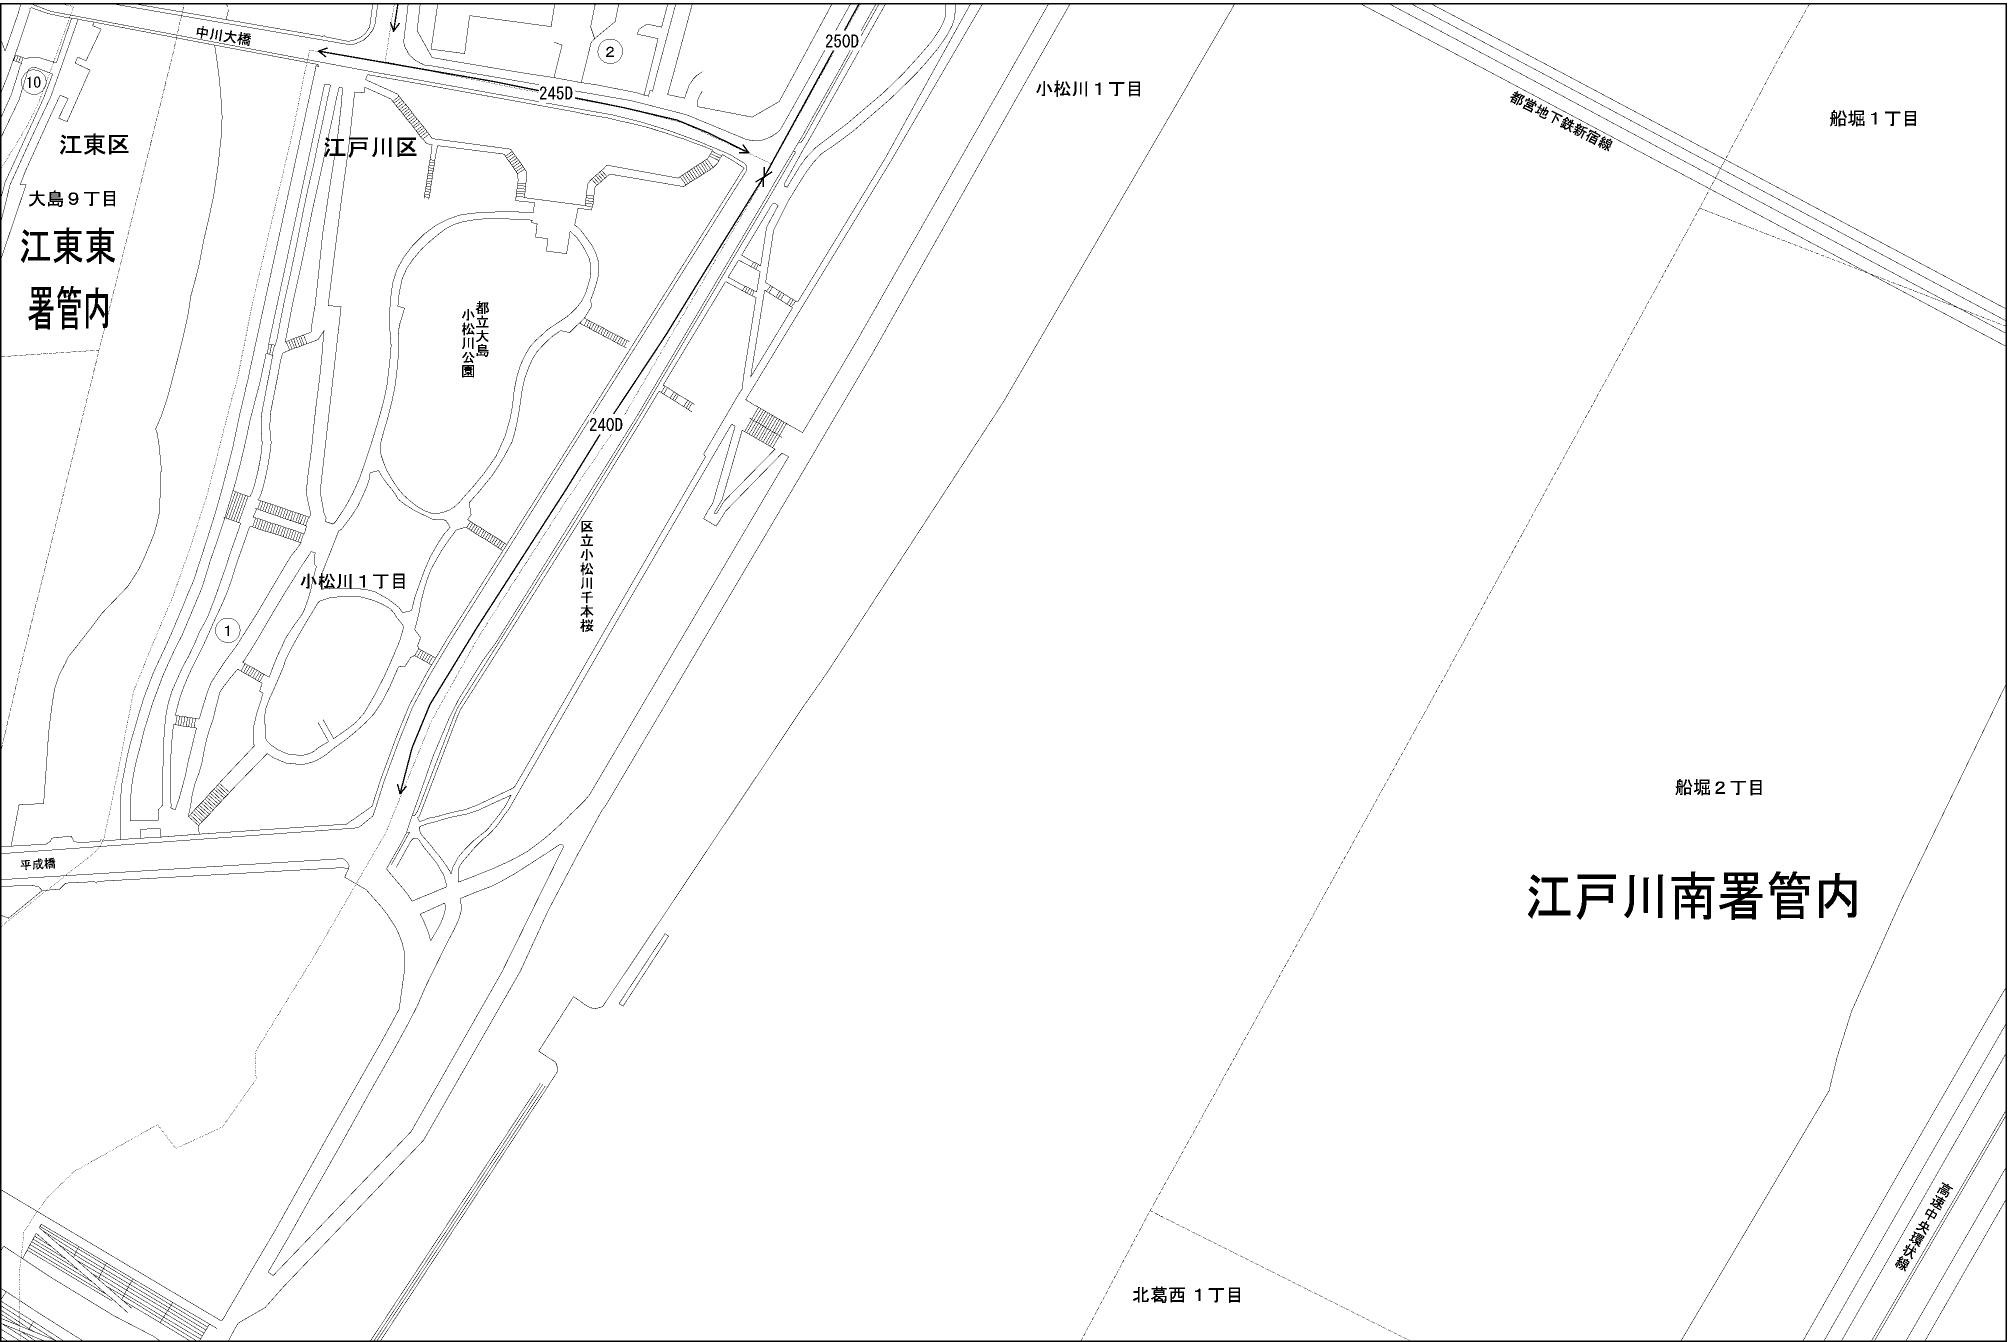 中川大橋
250D
2
10
245D
小松川１丁目
都営地下鉄新宿線
船堀１丁目
江東区
江戸川区
大島９丁目
江東東
署管内
都立大島
小松川公園
240D
区立小松川千本桜
小松川１丁目
1
船堀２丁目
平成橋
江戸川南署管内
高速中央環状線
北葛西１丁目